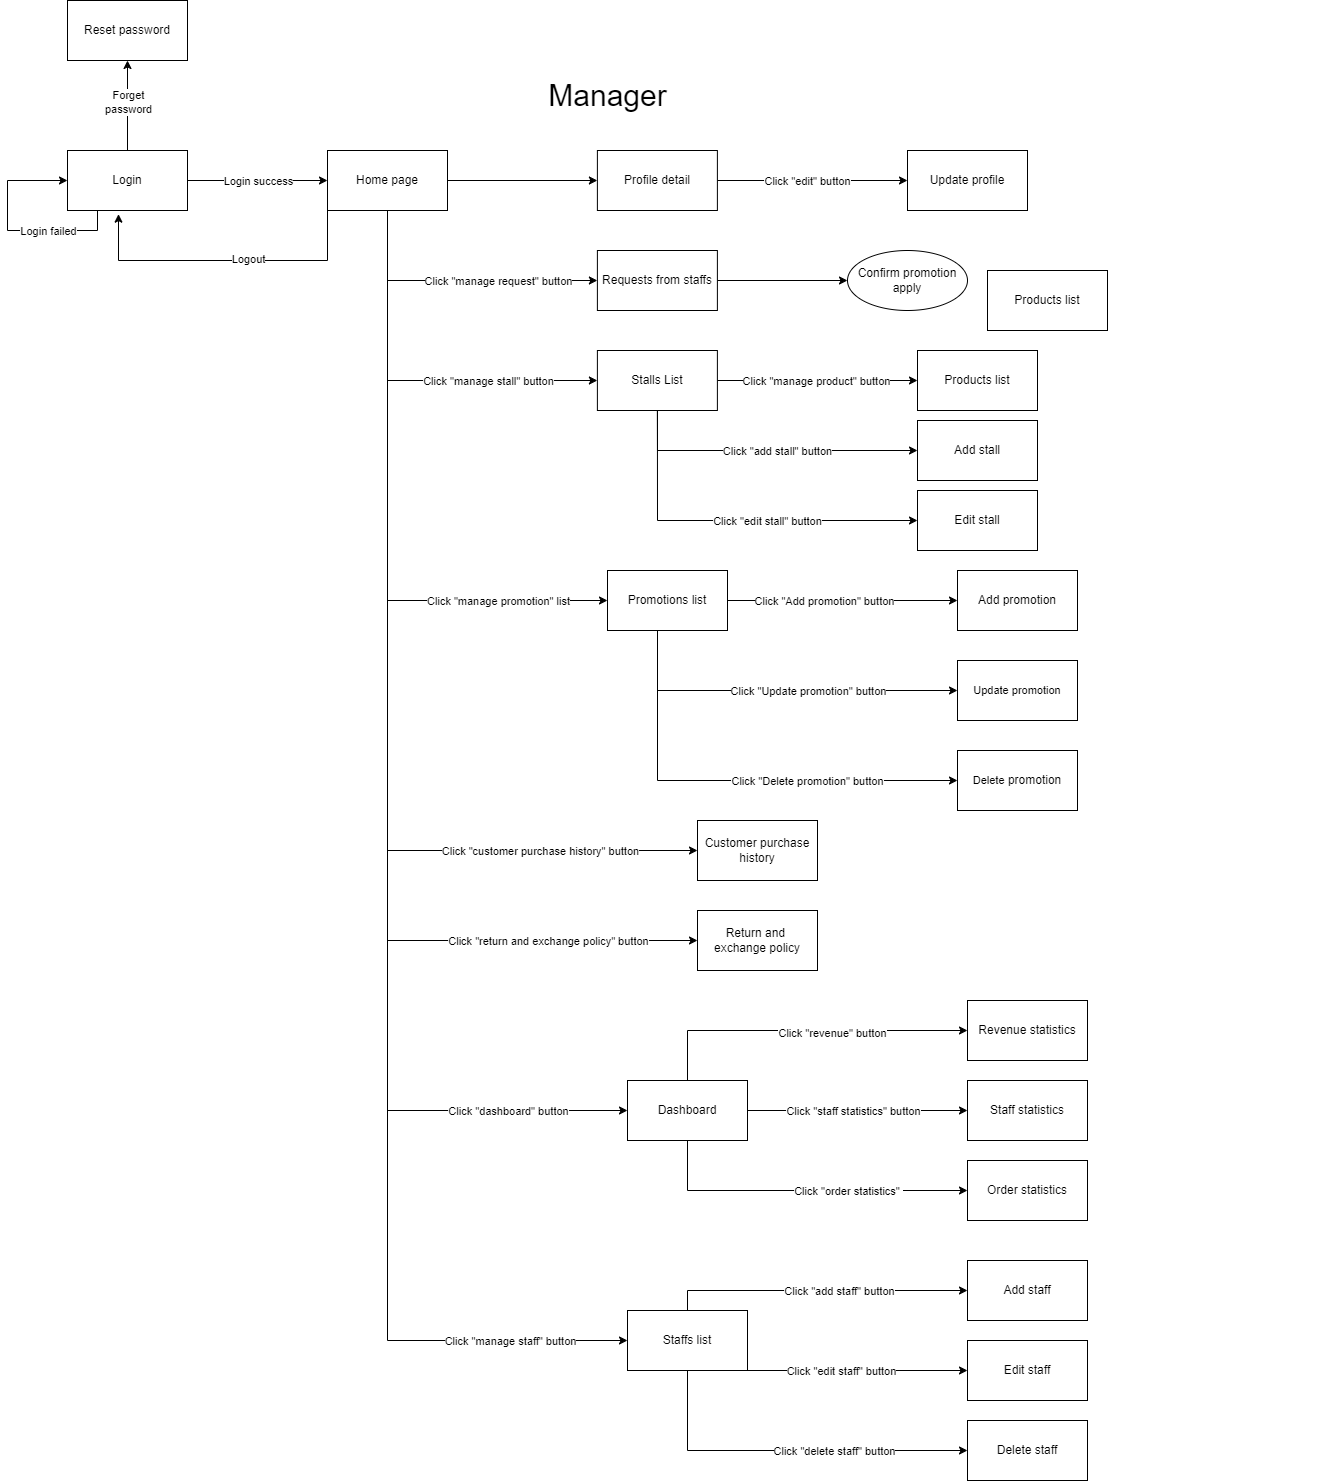 Reset password
Forget
password
Manager
Login
Login success
Home page
Profile detail
Click "edit" button
Update profile
Login failed
Logout
Click "manage request" button
Requests from staffs
Confirm promotion
apply
Products list
Click "manage stall" button
Stalls List
Click "manage product" button
Products list
Click "add stall" button
Add stall
Click "edit stall" button
Edit stall
Click "manage promotion" list
Promotions list
Click "Add promotion" button
Add promotion
Click "Update promotion" button
Update promotion
Click "Delete promotion" button
Delete promotion
Click "customer purchase history" button
Customer purchase
history
Click "return and exchange policy" button
Return and
exchange policy
Click "revenue" button
Revenue statistics
Click "dashboard" button
Dashboard
Click "staff statistics" button
Staff statistics
Click "order statistics"
Order statistics
Click "add staff" button
Add staff
Click "manage staff" button
Staffs list
Click "edit staff" button
Edit staff
Click "delete staff" button
Delete staff